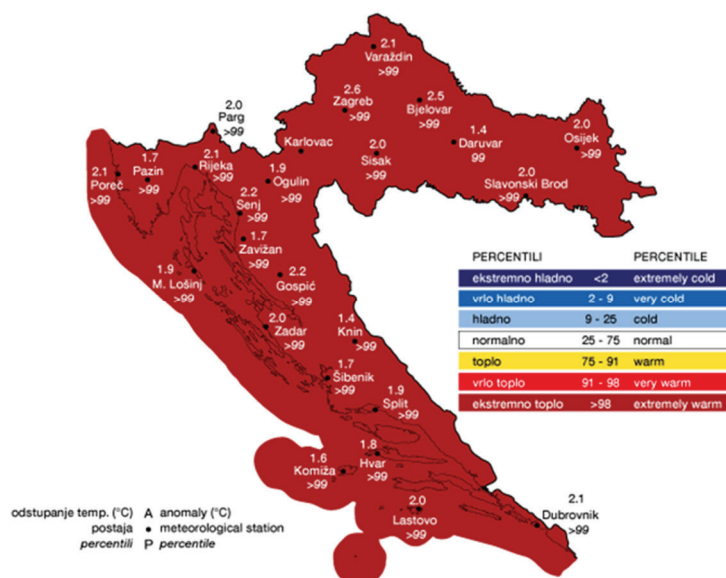 2.1
Varaždin
>99
2.6
Zagreb
>99
2.5
Bjelovar
>99
2.0
Parg
>99
Karlovac
2.0
Sisak
>99
1.4
Daruvar
99
2.0
Osijek
>99
2.1
Poreč
>99
1.7
Pazin
>99
2.1
Rijeka
>99
1.9
Ogulin
>99
2.0
Slavonski Brod
>99
2.2
Senj
>99
1.7
Zavižan
>99
1.9
M. Lošinj
>99
2.2
Gospić
>99
2.0
Zadar
>99
1.4
Knin
>99
1.7
Šibenik
>99
1.9
Split
>99
1.8
Hvar
>99
1.6
Komiža
>99
2.0
Lastovo
>99
2.1
Dubrovnik
>99
PERCENTILI PERCENTILE
ekstremno hladno <2 extremely cold
vrlo hladno 2 - 9 very cold
hladno 9 - 25 cold
normalno 25 - 75 normal
toplo 75 - 91 warm
vrlo toplo 91 - 98 very warm
ekstremno toplo >98 extremely warm
odstupanje temp. (°C) A anomaly (°C)
postaja • meteorological station
percentili P percentile